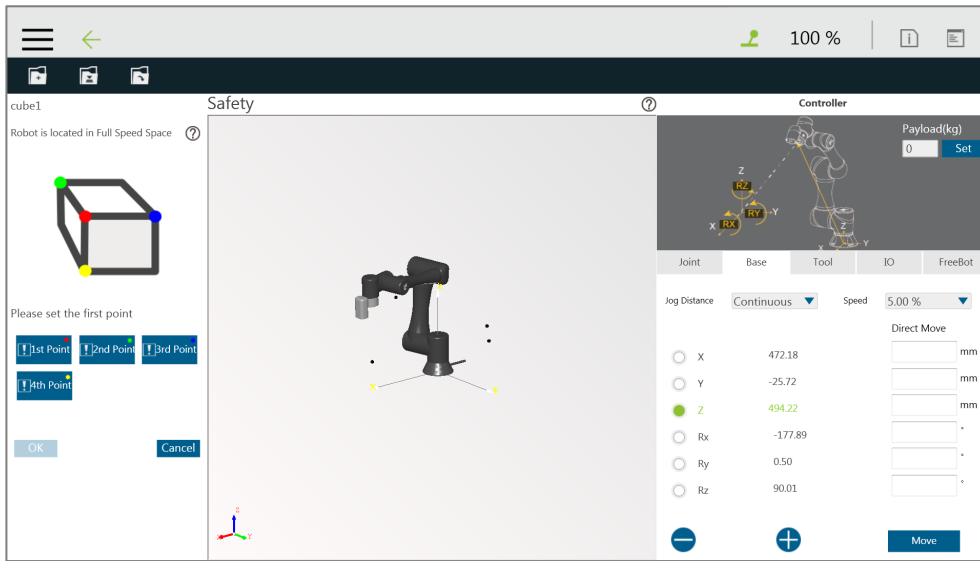 100 %
cube1
Safety
Controller
Robot is located in Full Speed Space
Payload(kg)
0 Set
Z
RZ
RY Y
X RX
Z
X Y
Joint Base Tool IO FreeBot
Jog Distance Continuous Speed 5.00 %
Direct Move
Please set the first point
1st Point 2nd Point 3rd Point
4th Point
X 472.18 mm
Y -25.72 mm
Z 494.22 mm
Rx -177.89 °
Ry 0.50 °
Rz 90.01 °
OK Cancel
Z
X Y
Move